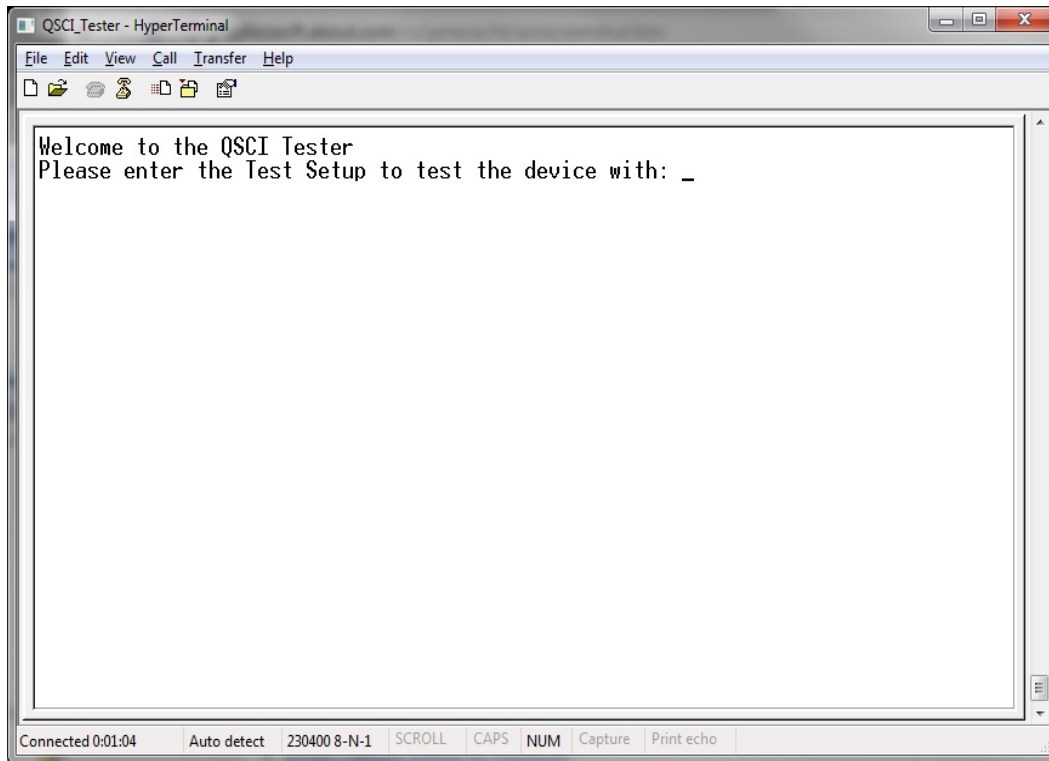 QSCI_Tester - HyperTerminal
File Edit View Call Transfer Help
Welcome to the QSCI Tester
Please enter the Test Setup to test the device with: _
Connected 0:01:04 Auto detect 230400 8-N-1 SCROLL CAPS NUM Capture Print echo